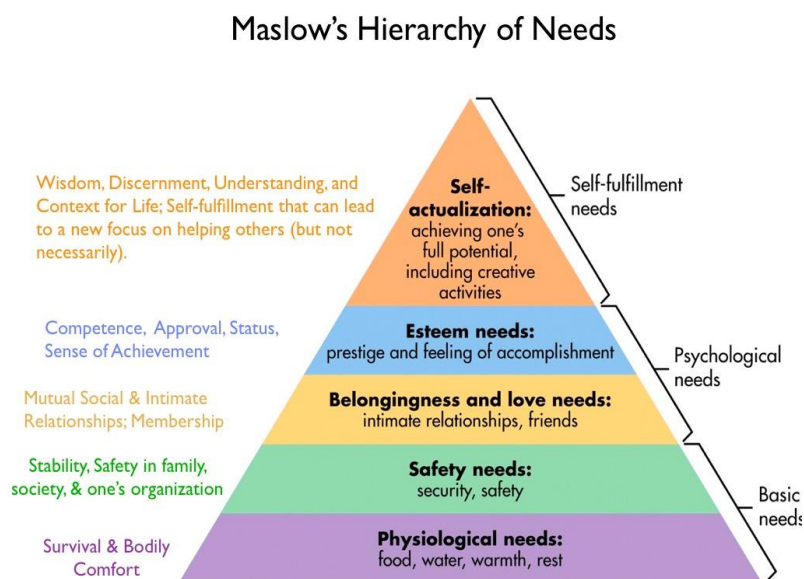 Maslow's Hierarchy of Needs
Wisdom, Discernment, Understanding, and
Context for Life; Self-fulfillment that can lead
to a new focus on helping others (but not
necessarily).
Self-
actualization:
achieving one's
full potential,
including creative
activities
Self-fulfillment
needs
Competence, Approval, Status,
Sense of Achievement
Esteem needs:
prestige and feeling of accomplishment
Psychological
needs
Mutual Social & Intimate
Relationships; Membership
Belongingness and love needs:
intimate relationships, friends
Stability, Safety in family,
society, & one's organization
Safety needs:
security, safety
Basic
needs
Survival & Bodily
Comfort
Physiological needs:
food, water, warmth, rest